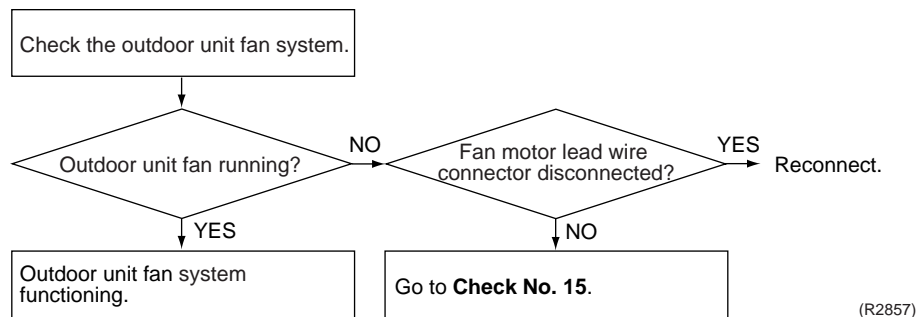 Check the outdoor unit fan system.
Outdoor unit fan running?
NO
Fan motor lead wire
connector disconnected?
YES
Reconnect.
YES
NO
Outdoor unit fan system
functioning.
Go to Check No. 15.
(R2857)